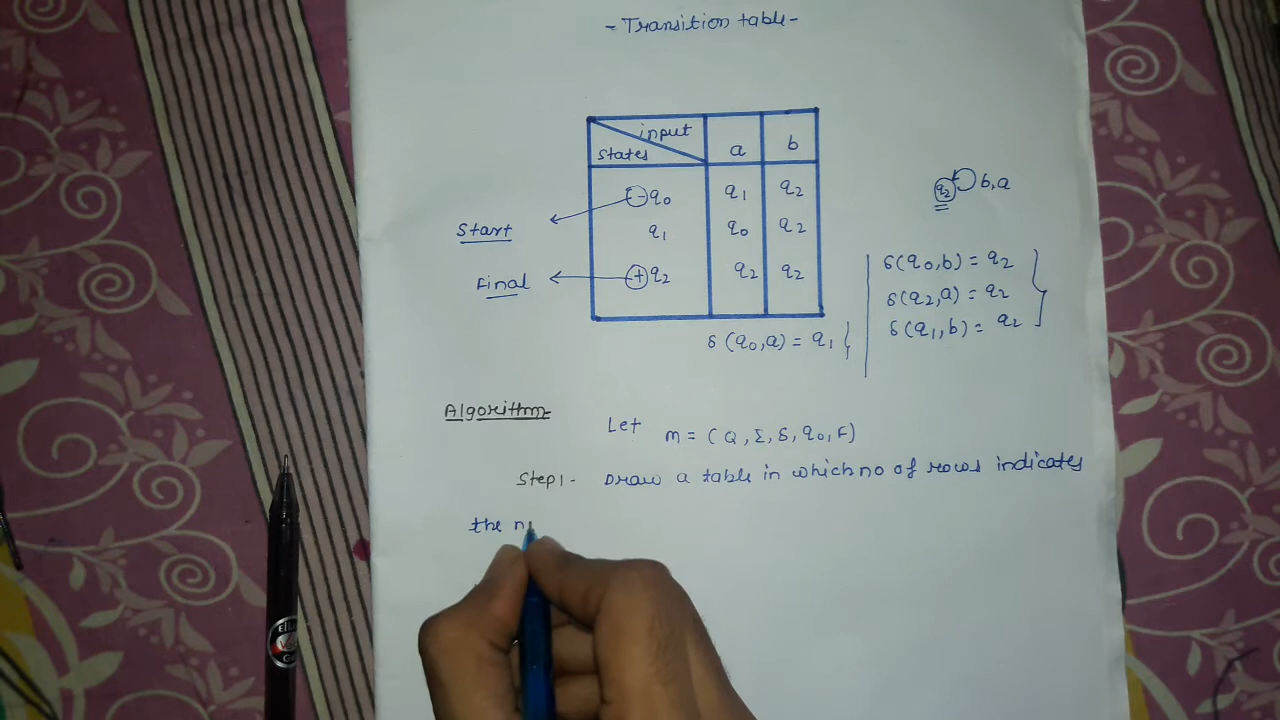 - Transition table -
input
states
a
b
- q0 q1 q2
Start
q1 q0 q2
Final
+ q2 q2 q2
q2 b,a
δ(q0,b) = q2
δ(q2,a) = q2
δ(q1,b) = q2
δ(q0,a) = q1
Algorithm
Let m = (Q, Σ, δ, q0, F)
Step1- Draw a table in which no of rows indicates
the n